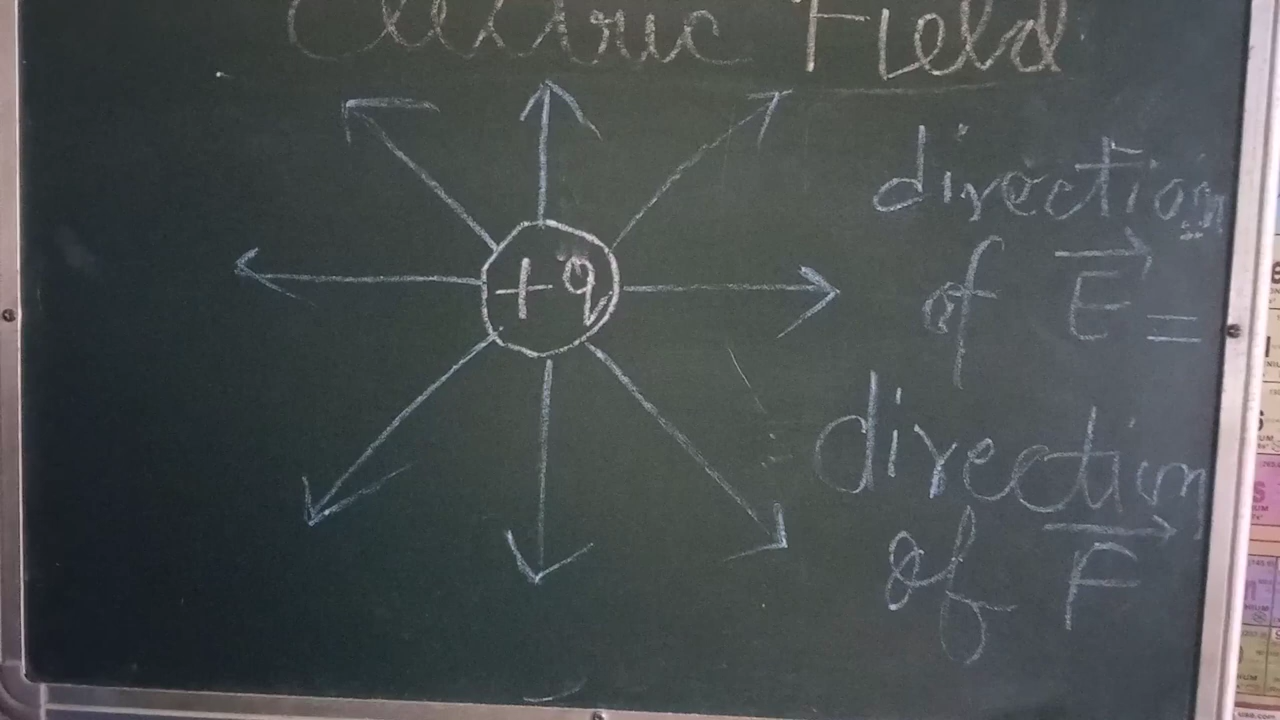 Electric Field
+q
direction
of E⃗ =
direction
of F⃗